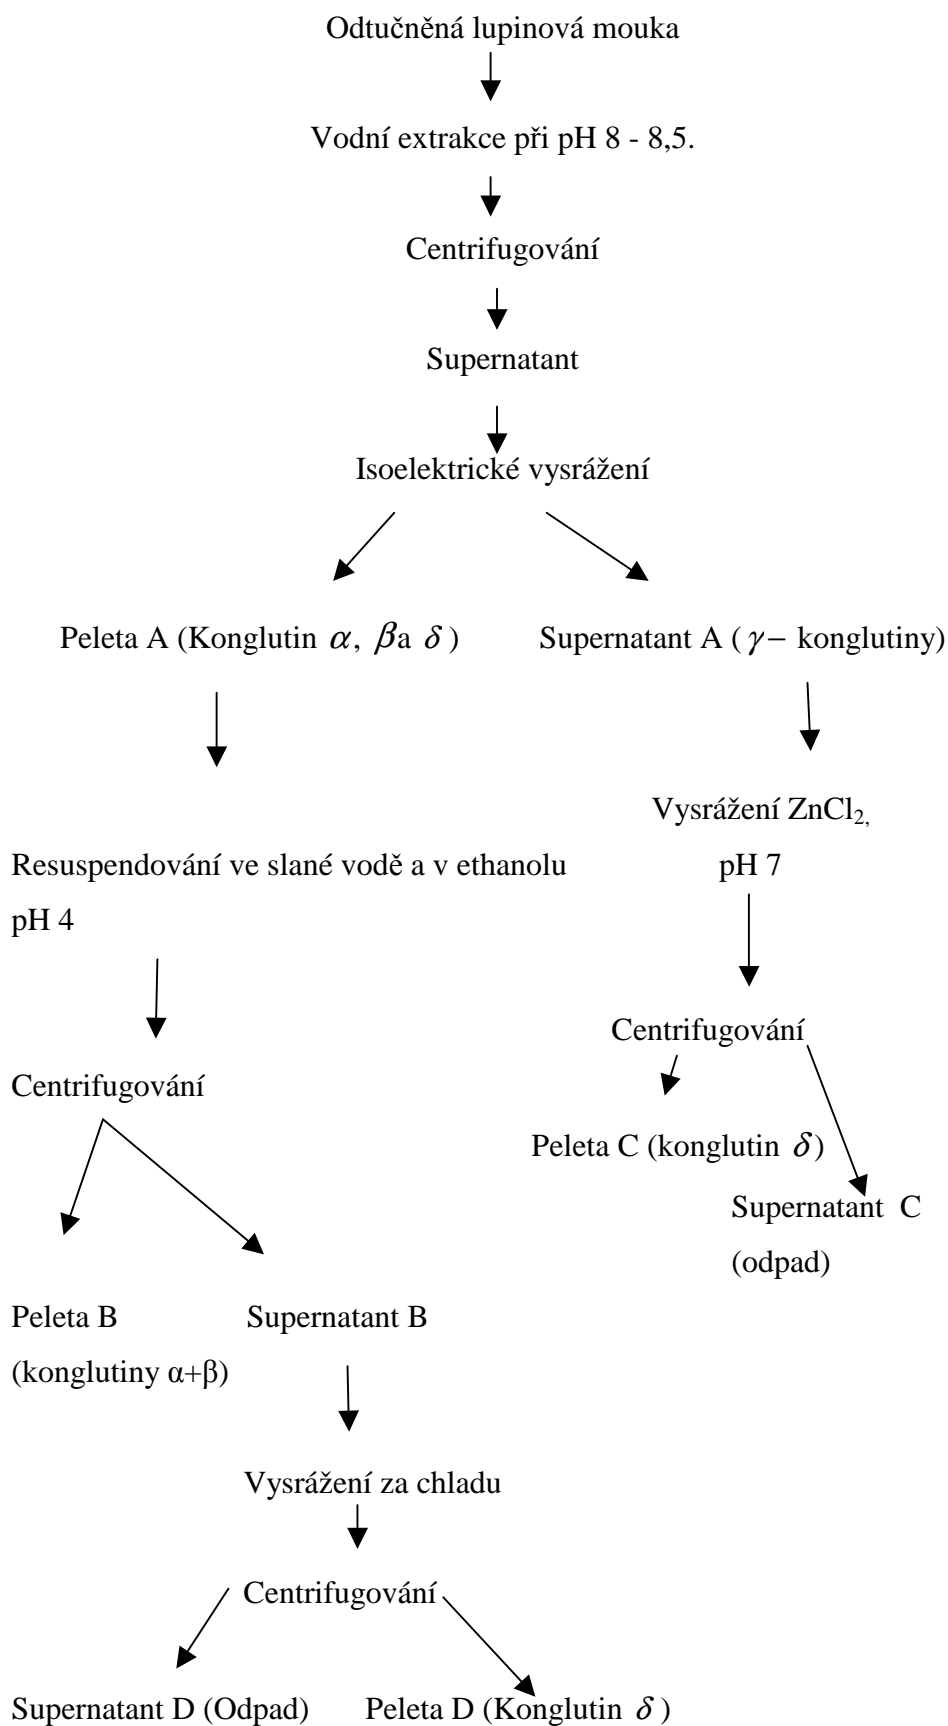 Odtučněná lupinová mouka
Vodní extrakce při pH 8 - 8,5.
Centrifugování
Supernatant
Isoelektrické vysrážení
Peleta A (Konglutin α, βa δ)
Supernatant A (γ− konglutiny)
Vysrážení ZnCl₂,
pH 7
Resuspendování ve slané vodě a v ethanolu
pH 4
Centrifugování
Peleta C (konglutin δ)
Supernatant C
(odpad)
Centrifugování
Peleta B
(konglutiny α+β)
Supernatant B
Vysrážení za chladu
Centrifugování
Supernatant D (Odpad)
Peleta D (Konglutin δ)